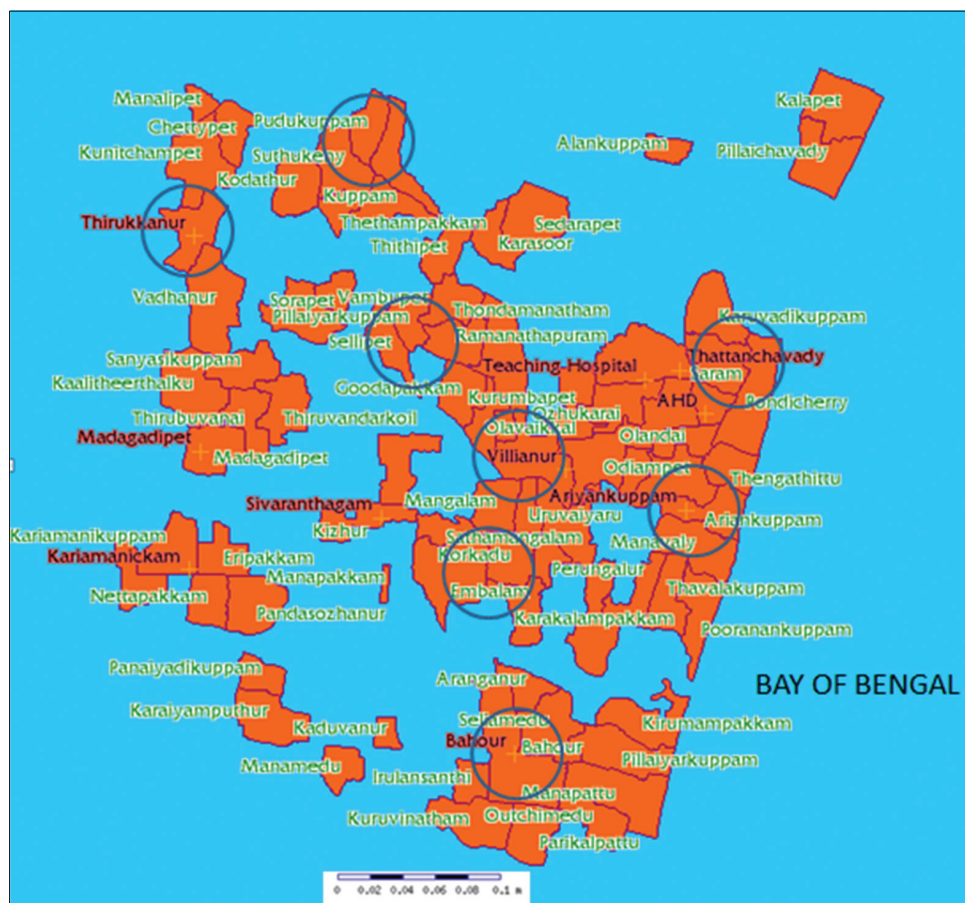 Kalapet
Manalipet
Pudukuppam
Chettypet
Alankuppam
Pillaichavady
Kunitchampet
Suthukeny
Kodathur
Kuppam
Thirukkanur
Thethampakkam
Sedarapet
Thithipet
Karasoor
Vadhanur
Sorapet
Pillaiyarkuppam
Thondamanatham
Karuvadikuppam
Sellipet
Ramanathapuram
Sanyasikuppam
Teaching-Hospital
Thattanchavady
Saram
Kaalitheerthalku
Goodapakkam
Kurumbapet
AHD
Pondicherry
Thirubuvanai
Thiruvandarkoil
Ozhukarai
Olandai
Madagadipet
Madagadipet
Villianur
Odiampet
Thengathittu
Sivaranthagam
Mangalam
Ariyankuppam
Uruvaiyaru
Ariankuppam
Kizhur
Kariamanikuppam
Sathamangalam
Manavaly
Kariamanickam
Eripakkam
Korkadu
Perungalur
Manapakkam
Embalam
Thavalakuppam
Nettapakkam
Pandasozhanur
Karakalampakkam
Pooranankuppam
Panaiyadikuppam
Aranganur
BAY OF BENGAL
Karaiyamputhur
Kaduvanur
Seliamedu
Kirumampakkam
Bahour
Bahour
Manamedu
Irulansanthi
Pillaiyarkuppam
Manapattu
Kuruvinatham
Outchimedu
Parikalpattu
0 0.02 0.04 0.06 0.08 0.1 m